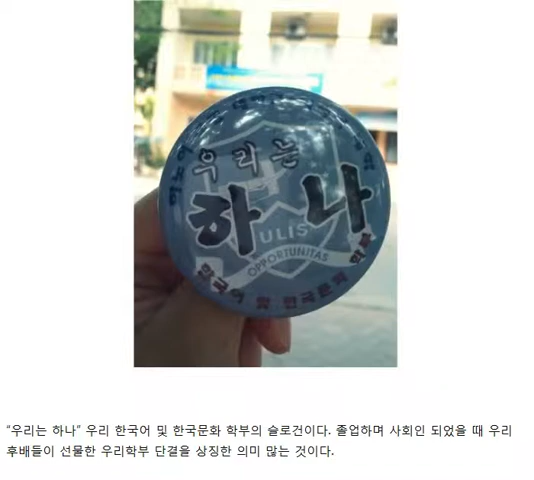 우리는
하 나
ULIS
OPPORTUNITAS
한국어 및 한국문화 학부
“우리는 하나” 우리 한국어 및 한국문화 학부의 슬로건이다. 졸업하며 사회인 되었을 때 우리
후배들이 선물한 우리학부 단결을 상징한 의미 많는 것이다.